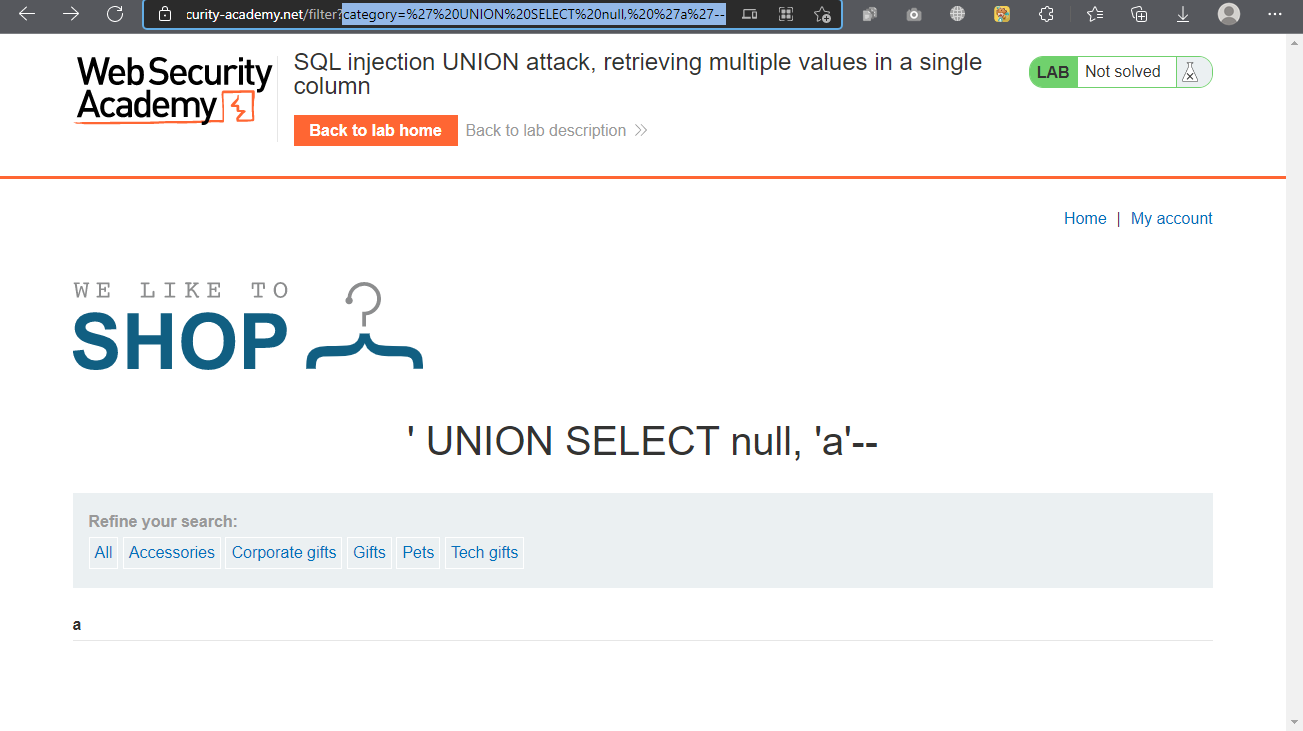 curity-academy.net/filter?category=%27%20UNION%20SELECT%20null,%20%27a%27--
WebSecurity
Academy
SQL injection UNION attack, retrieving multiple values in a single
column
LAB Not solved
Back to lab home Back to lab description
Home | My account
WE LIKE TO
SHOP
' UNION SELECT null, 'a'--
Refine your search:
All Accessories Corporate gifts Gifts Pets Tech gifts
a